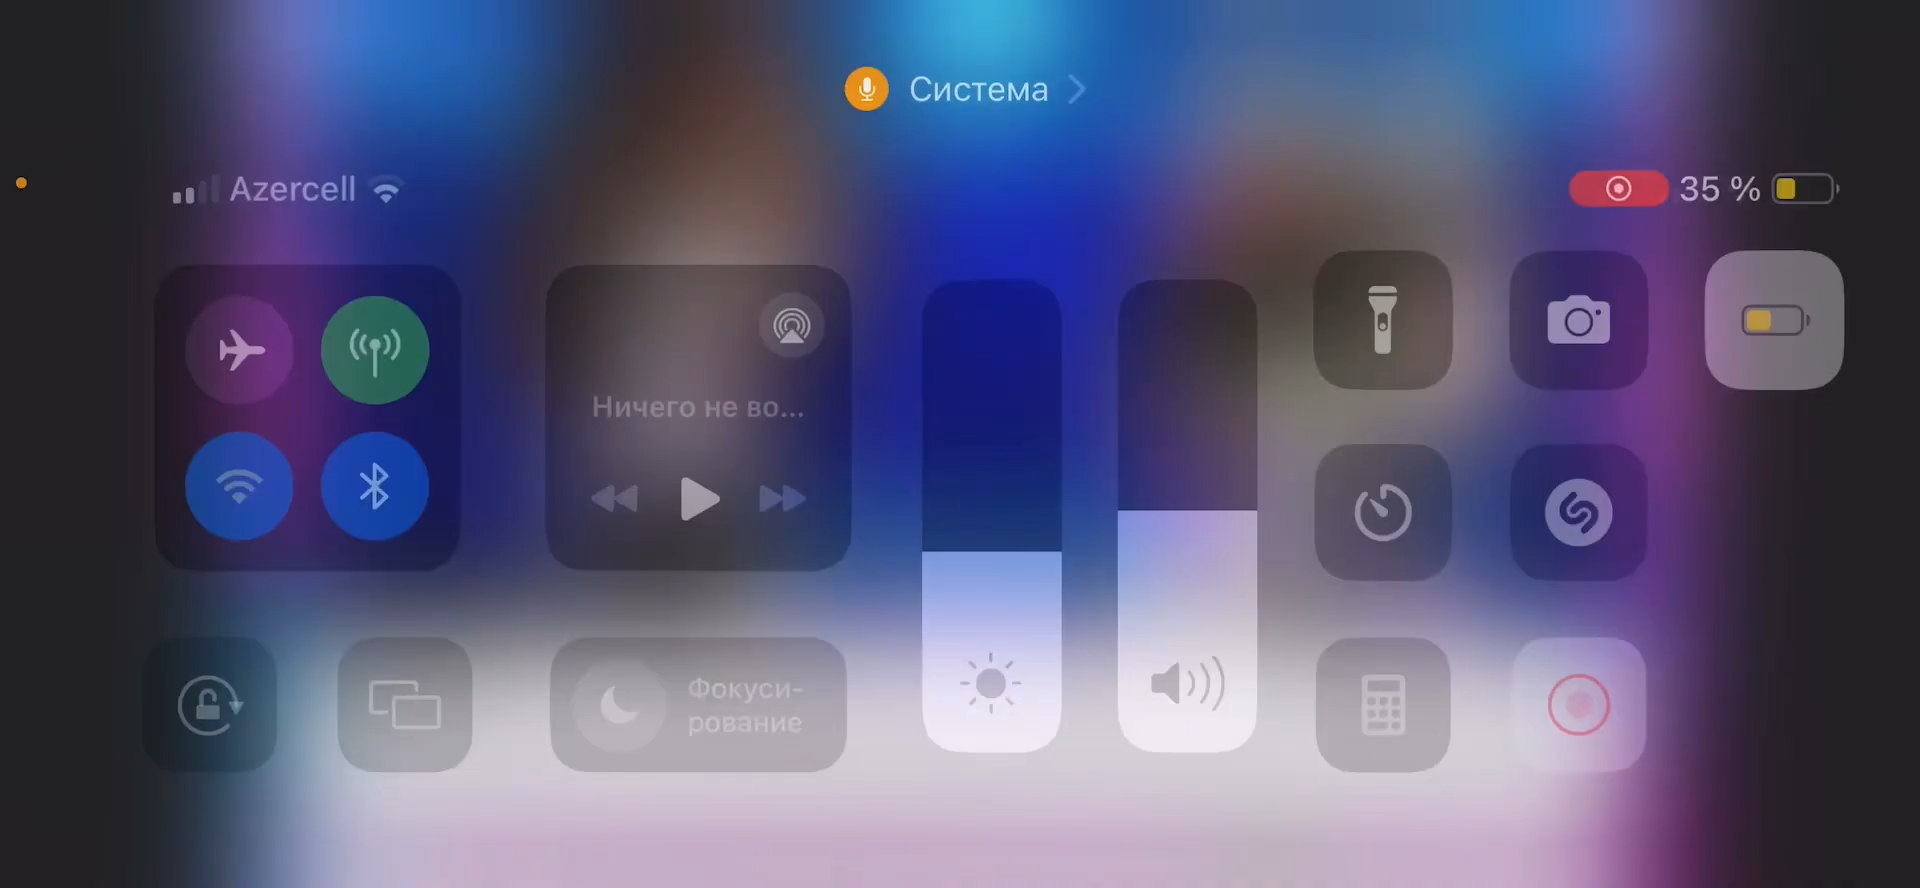 Система
Azercell
35 %
Ничего не во...
Фокуси-
рование